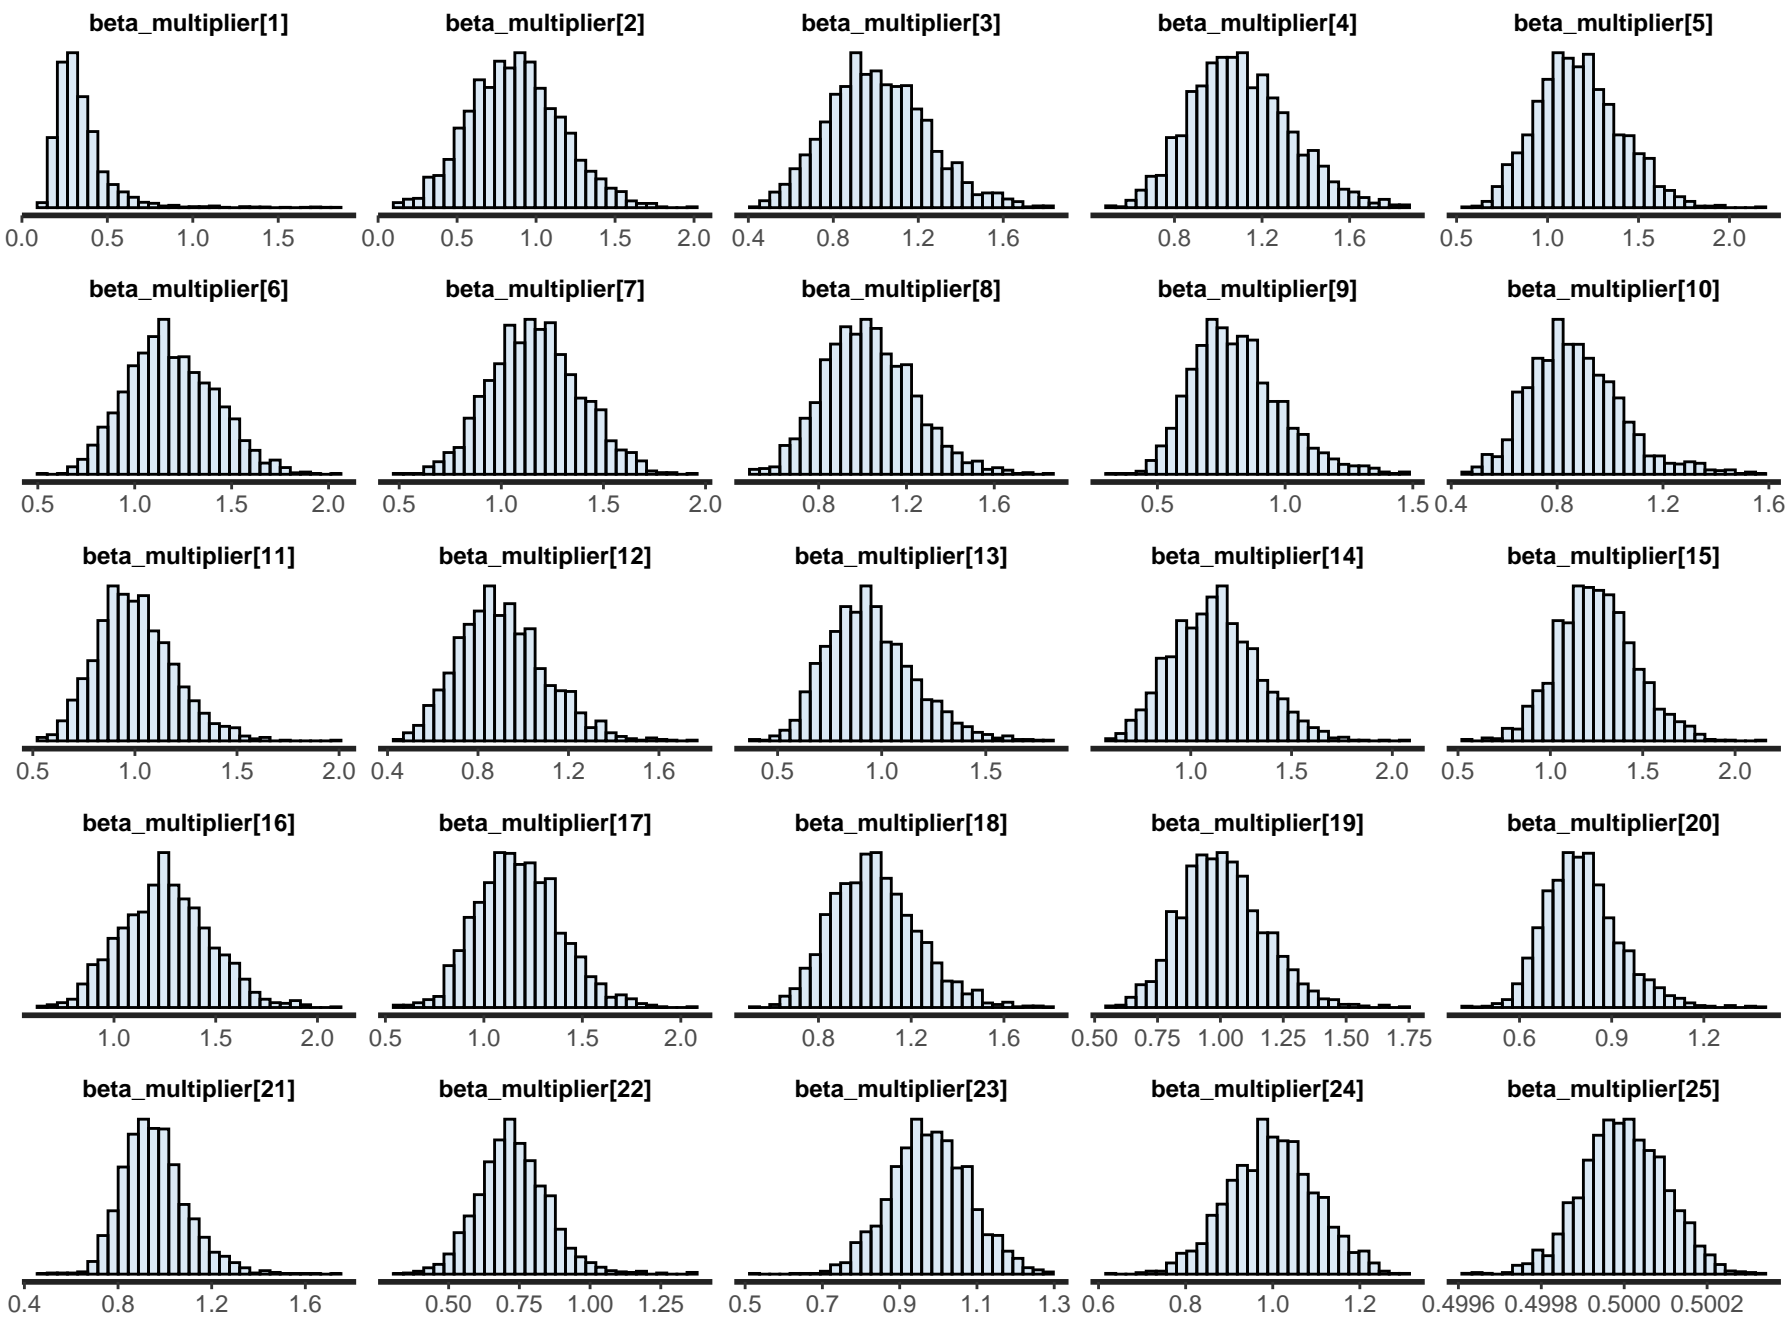 beta_multiplier[1] beta_multiplier[2] beta_multiplier[3] beta_multiplier[4] beta_multiplier[5]
0.0 0.5 1.0 1.5 0.0 0.5 1.0 1.5 2.0 0.4 0.8 1.2 1.6 0.8 1.2 1.6 0.5 1.0 1.5 2.0
beta_multiplier[6] beta_multiplier[7] beta_multiplier[8] beta_multiplier[9] beta_multiplier[10]
0.5 1.0 1.5 2.0 0.5 1.0 1.5 2.0 0.8 1.2 1.6 0.5 1.0 1.5 0.4 0.8 1.2 1.6
beta_multiplier[11] beta_multiplier[12] beta_multiplier[13] beta_multiplier[14] beta_multiplier[15]
0.5 1.0 1.5 2.0 0.4 0.8 1.2 1.6 0.5 1.0 1.5 1.0 1.5 2.0 0.5 1.0 1.5 2.0
beta_multiplier[16] beta_multiplier[17] beta_multiplier[18] beta_multiplier[19] beta_multiplier[20]
1.0 1.5 2.0 0.5 1.0 1.5 2.0 0.8 1.2 1.6 0.50 0.75 1.00 1.25 1.50 1.75 0.6 0.9 1.2
beta_multiplier[21] beta_multiplier[22] beta_multiplier[23] beta_multiplier[24] beta_multiplier[25]
0.4 0.8 1.2 1.6 0.50 0.75 1.00 1.25 0.5 0.7 0.9 1.1 1.3 0.6 0.8 1.0 1.2 0.4996 0.4998 0.5000 0.5002